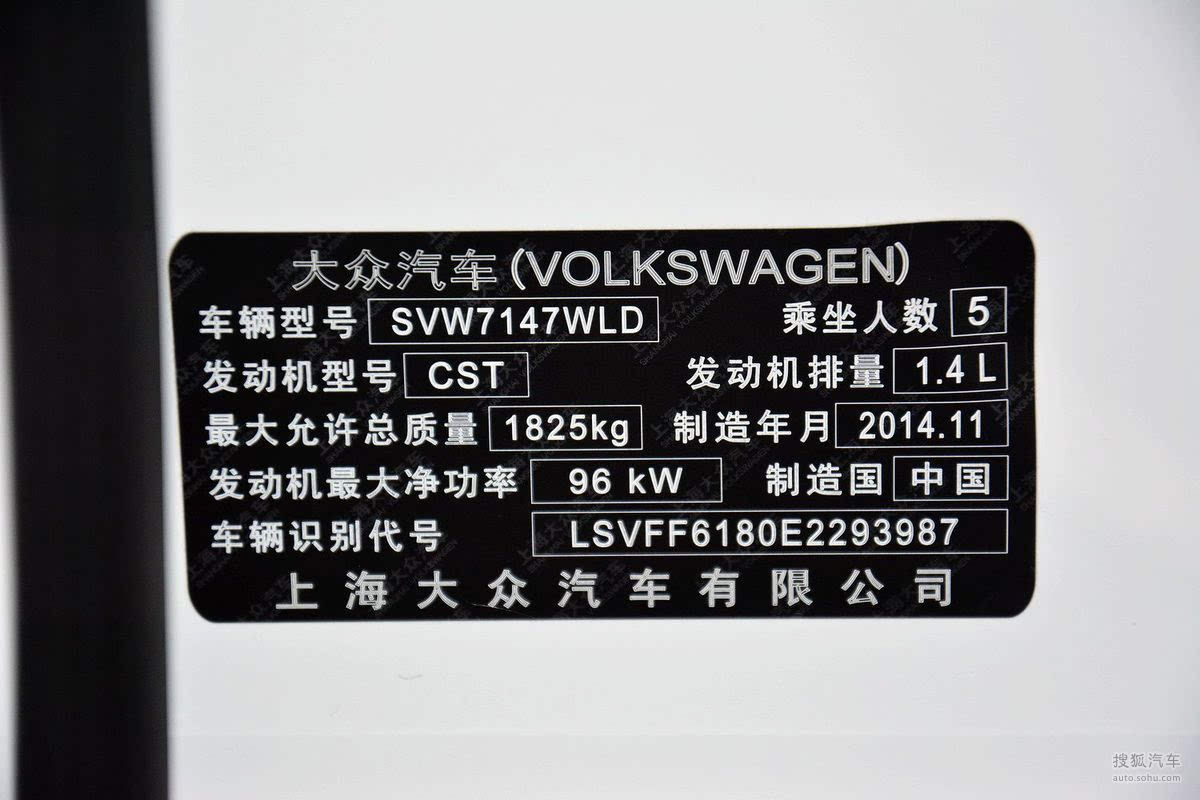 大众汽车(VOLKSWAGEN)
车辆型号 SVW7147WLD 乘坐人数 5
发动机型号 CST 发动机排量 1.4 L
最大允许总质量 1825kg 制造年月 2014.11
发动机最大净功率 96 kW 制造国 中国
车辆识别代号 LSVFF6180E2293987
上海大众汽车有限公司
搜狐汽车
auto.sohu.com